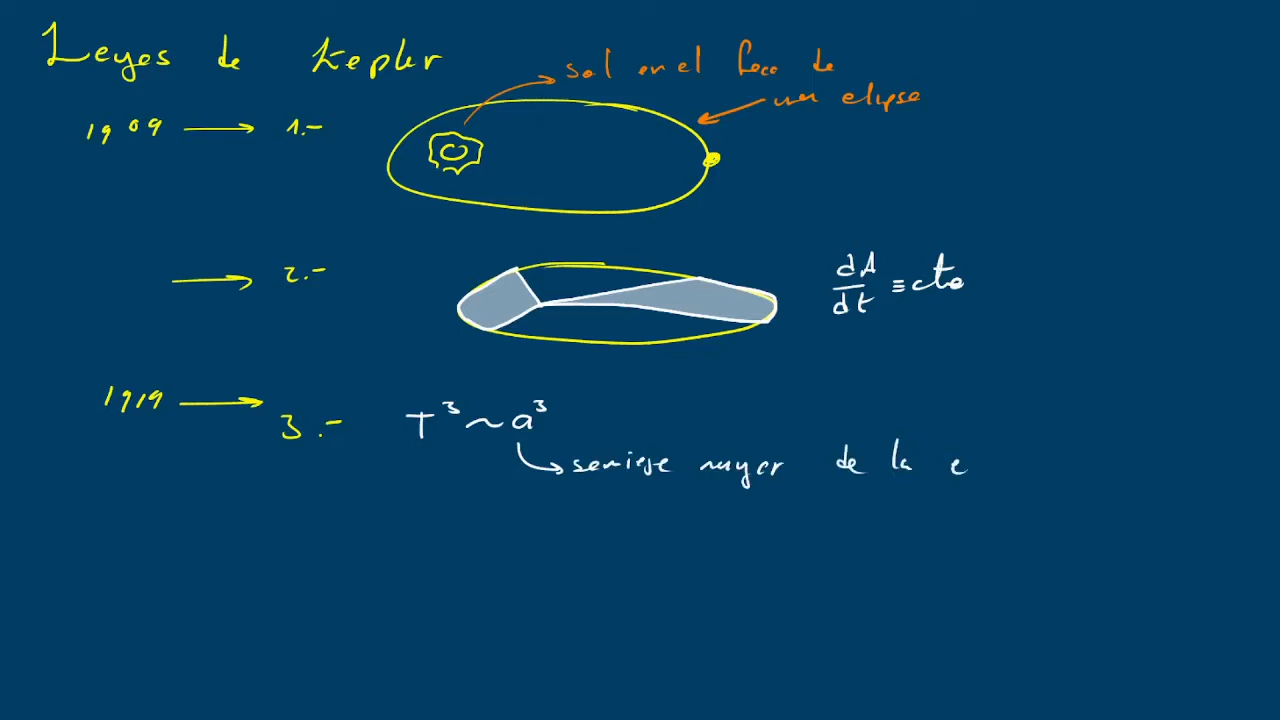 Leyes de Kepler
sol en el foco de
una elipse
1909 → 1.-
→ 2.-
dA/dt ≡ cte
1919 → 3.- T³ ~ a³
semieje mayor de la e